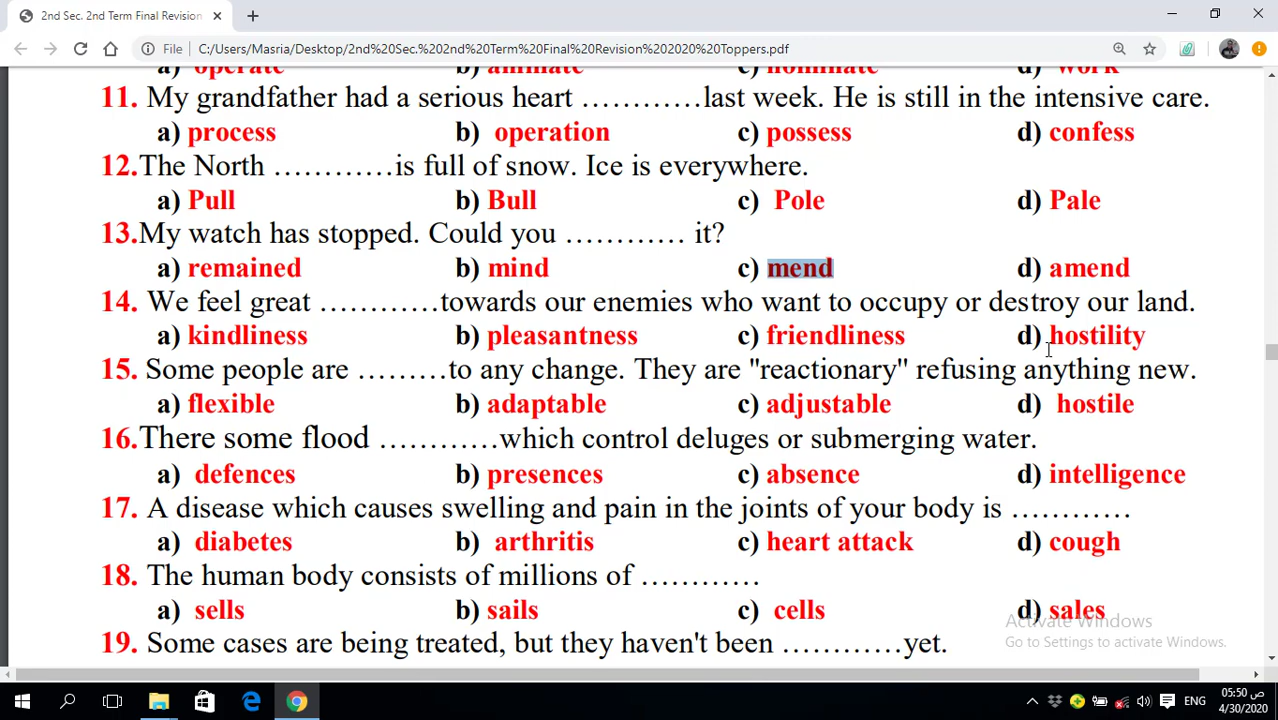 2nd Sec. 2nd Term Final Revision
File C:/Users/Masria/Desktop/2nd%20Sec.%202nd%20Term%20Final%20Revision%202020%20Toppers.pdf
a) operate b) animate c) nominate d) work
11. My grandfather had a serious heart …………last week. He is still in the intensive care.
a) process b) operation c) possess d) confess
12.The North …………is full of snow. Ice is everywhere.
a) Pull b) Bull c) Pole d) Pale
13.My watch has stopped. Could you ………… it?
a) remained b) mind c) mend d) amend
14. We feel great …………towards our enemies who want to occupy or destroy our land.
a) kindliness b) pleasantness c) friendliness d) hostility
15. Some people are ………to any change. They are "reactionary" refusing anything new.
a) flexible b) adaptable c) adjustable d) hostile
16.There some flood …………which control deluges or submerging water.
a) defences b) presences c) absence d) intelligence
17. A disease which causes swelling and pain in the joints of your body is …………
a) diabetes b) arthritis c) heart attack d) cough
18. The human body consists of millions of …………
a) sells b) sails c) cells d) sales
Activate Windows
19. Some cases are being treated, but they haven't been …………yet.
Go to Settings to activate Windows.
ENG 05:50 ص
4/30/2020